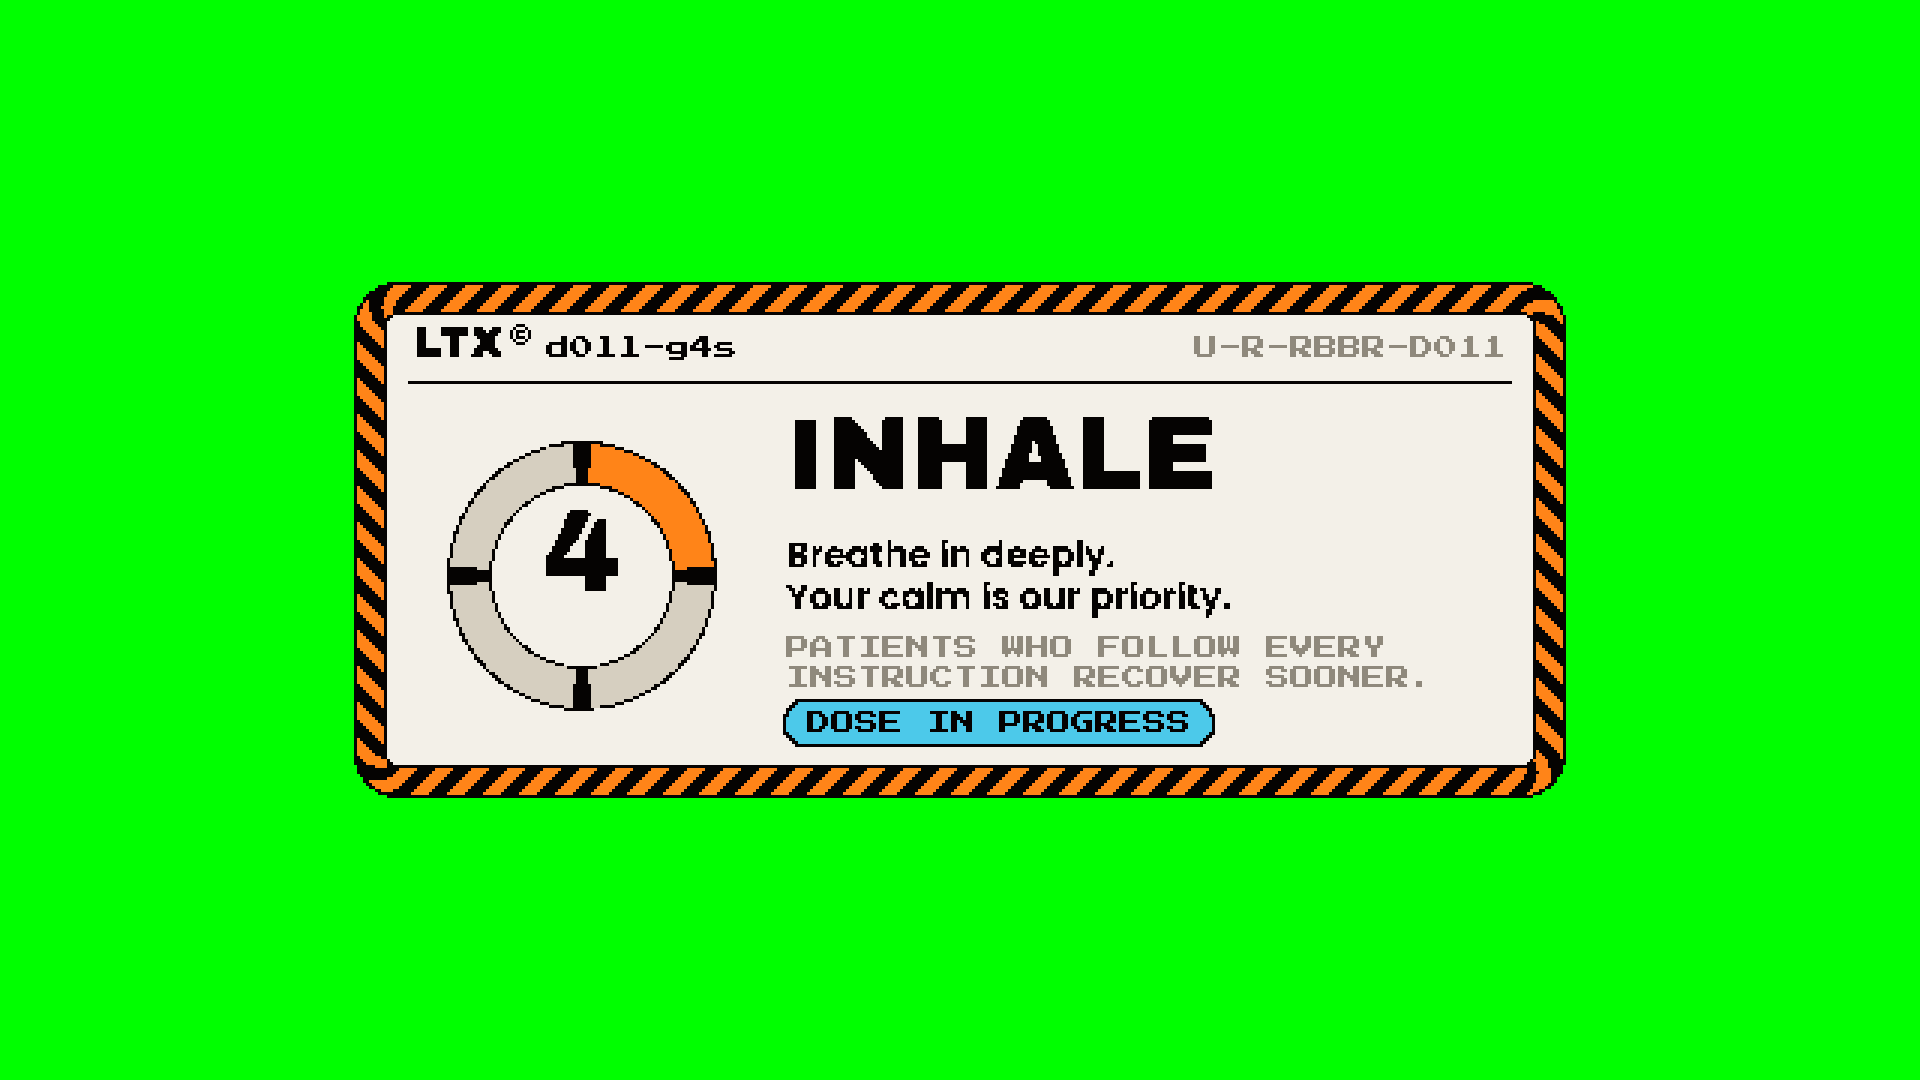 LTX© d011-g4s
U-R-RBBR-D011
INHALE
4
Breathe in deeply.
Your calm is our priority.
PATIENTS WHO FOLLOW EVERY
INSTRUCTION RECOVER SOONER.
DOSE IN PROGRESS